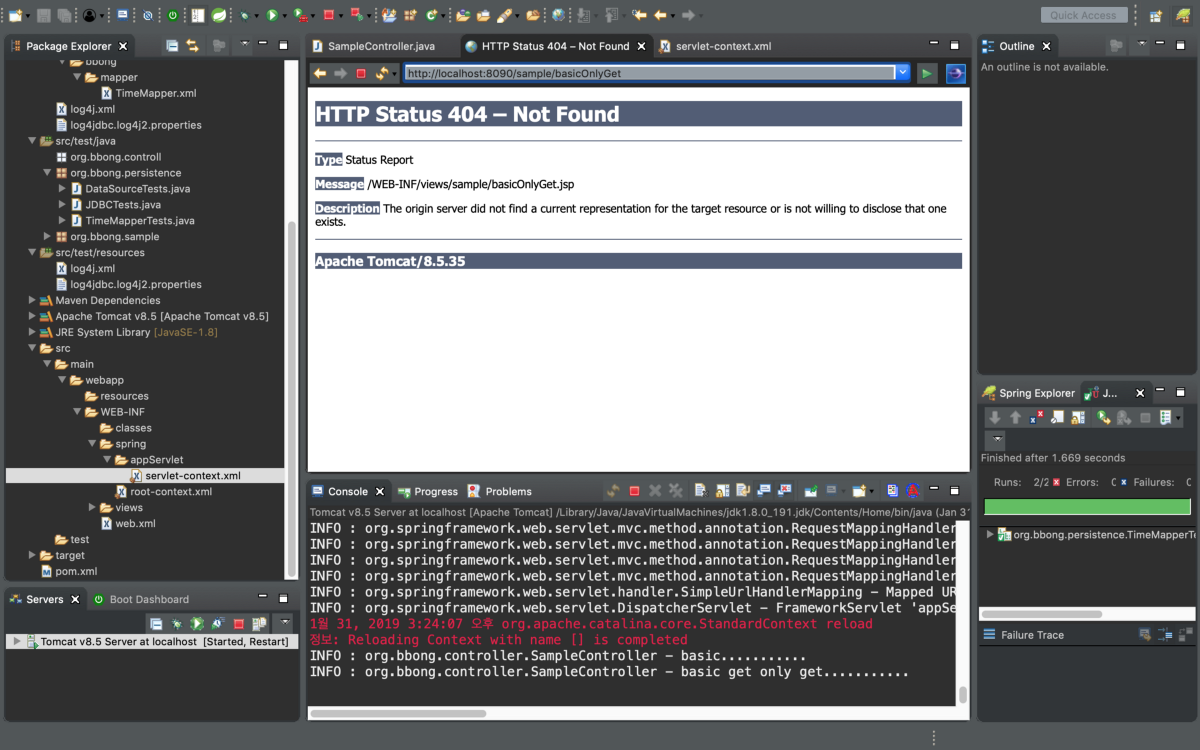 Quick Access
Package Explorer
bbong
mapper
TimeMapper.xml
log4j.xml
log4jdbc.log4j2.properties
src/test/java
org.bbong.controll
org.bbong.persistence
DataSourceTests.java
JDBCTests.java
TimeMapperTests.java
org.bbong.sample
src/test/resources
log4j.xml
log4jdbc.log4j2.properties
Maven Dependencies
Apache Tomcat v8.5 [Apache Tomcat v8.5]
JRE System Library [JavaSE-1.8]
src
main
webapp
resources
WEB-INF
classes
spring
appServlet
servlet-context.xml
root-context.xml
views
web.xml
test
target
pom.xml
Servers Boot Dashboard
Tomcat v8.5 Server at localhost [Started, Restart]
SampleController.java HTTP Status 404 – Not Found servlet-context.xml
http://localhost:8090/sample/basicOnlyGet
HTTP Status 404 – Not Found
Type Status Report
Message /WEB-INF/views/sample/basicOnlyGet.jsp
Description The origin server did not find a current representation for the target resource or is not willing to disclose that one
exists.
Apache Tomcat/8.5.35
Console Progress Problems
Tomcat v8.5 Server at localhost [Apache Tomcat] /Library/Java/JavaVirtualMachines/jdk1.8.0_191.jdk/Contents/Home/bin/java (Jan 31
INFO : org.springframework.web.servlet.mvc.method.annotation.RequestMappingHandler
INFO : org.springframework.web.servlet.mvc.method.annotation.RequestMappingHandler
INFO : org.springframework.web.servlet.mvc.method.annotation.RequestMappingHandler
INFO : org.springframework.web.servlet.mvc.method.annotation.RequestMappingHandler
INFO : org.springframework.web.servlet.handler.SimpleUrlHandlerMapping – Mapped UR
INFO : org.springframework.web.servlet.DispatcherServlet – FrameworkServlet 'appSe
1월 31, 2019 3:24:07 오후 org.apache.catalina.core.StandardContext reload
정보: Reloading Context with name [] is completed
INFO : org.bbong.controller.SampleController – basic...........
INFO : org.bbong.controller.SampleController – basic get only get...........
Outline
An outline is not available.
Spring Explorer J...
Finished after 1.669 seconds
Runs: 2/2 Errors: Failures:
org.bbong.persistence.TimeMapperTe
Failure Trace